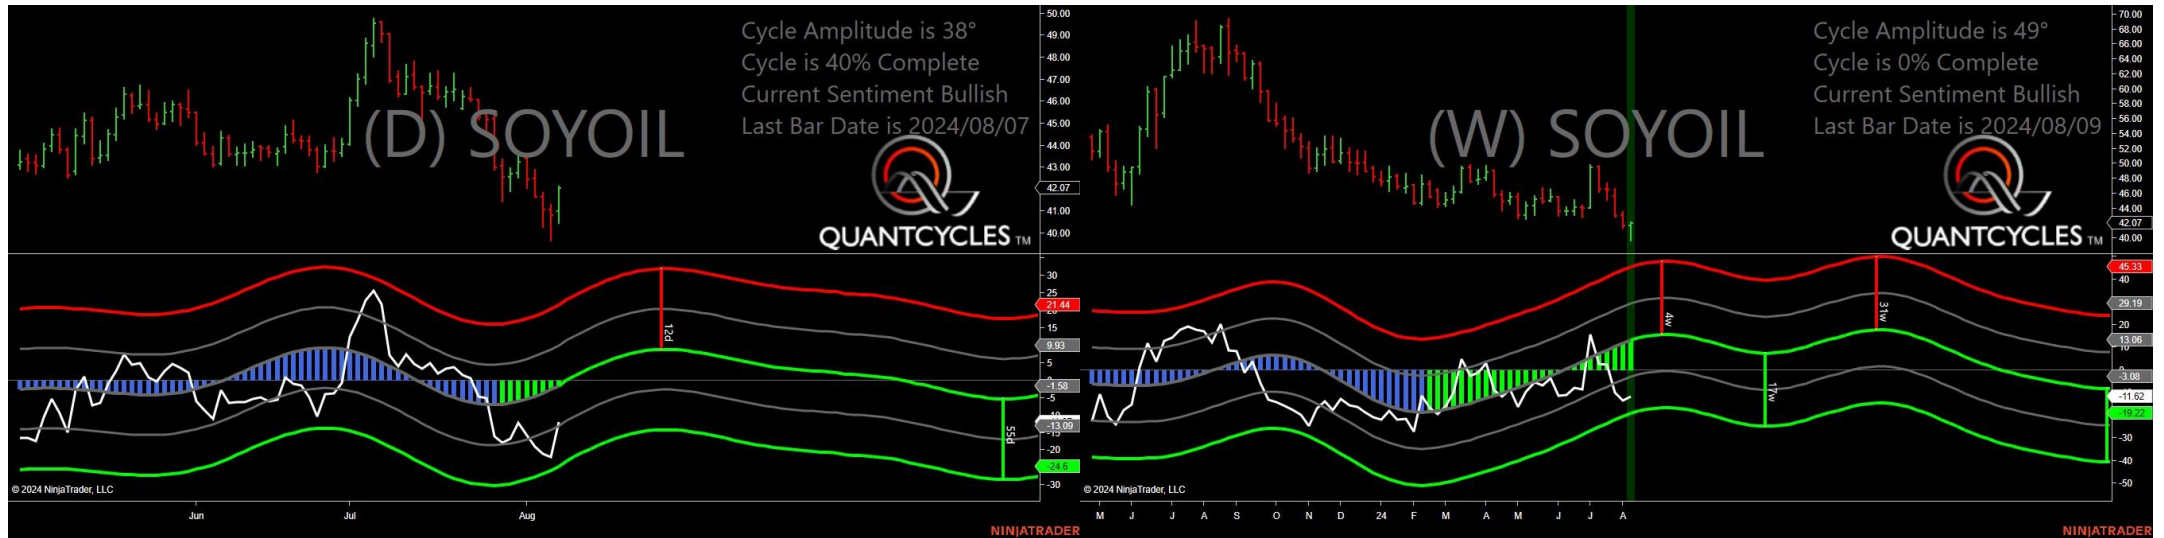 Cycle Amplitude is 38°
Cycle is 40% Complete
Current Sentiment Bullish
Last Bar Date is 2024/08/07
(D) SOYOIL
QUANTCYCLES TM
50.00
49.00
48.00
47.00
46.00
45.00
44.00
43.00
42.07
41.00
40.00
30
25
21.44
15
9.93
5
-1.58
-5
-13.09
-20
-24.6
-30
12d
55d
© 2024 NinjaTrader, LLC
Jun
Jul
Aug
NINJATRADER
Cycle Amplitude is 49°
Cycle is 0% Complete
Current Sentiment Bullish
Last Bar Date is 2024/08/09
(W) SOYOIL
QUANTCYCLES TM
70.00
68.00
66.00
64.00
62.00
60.00
58.00
56.00
54.00
52.00
50.00
48.00
46.00
44.00
42.07
40.00
45.33
40
29.19
20
13.06
-3.08
-11.62
-19.22
-30
-40
-50
4w
17w
31w
© 2024 NinjaTrader, LLC
M J J A S O N D 24 F M A M J J A
NINJATRADER